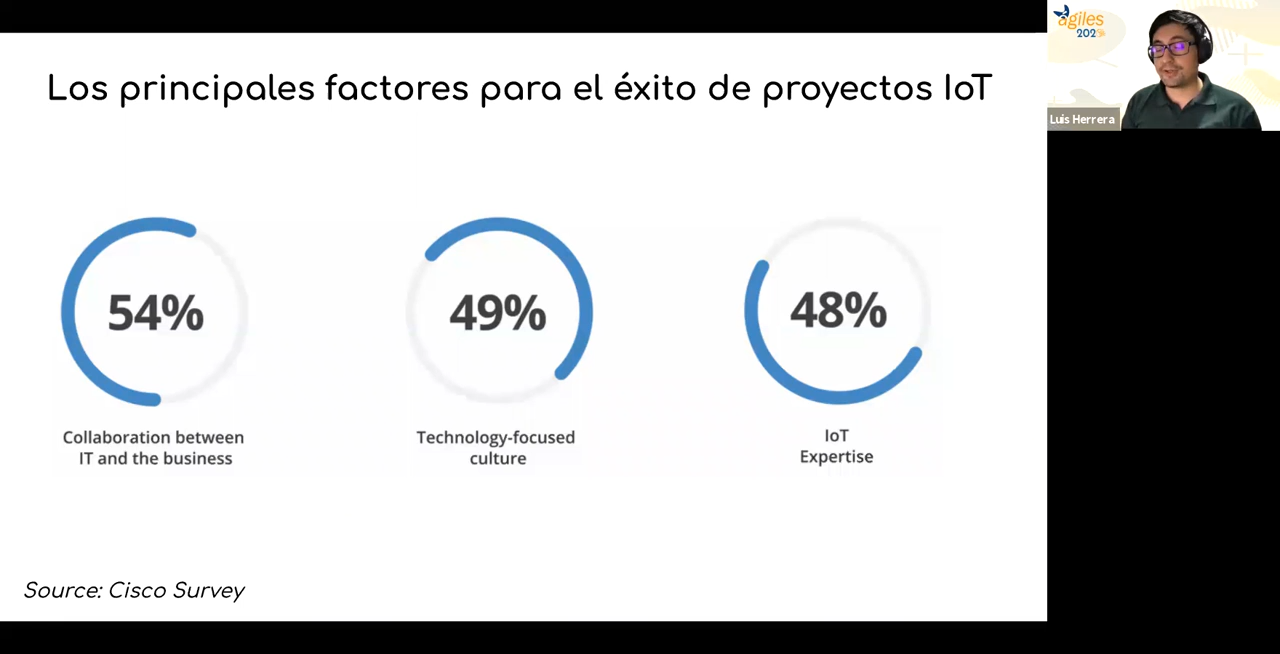 Los principales factores para el éxito de proyectos IoT
54%
49%
48%
Collaboration between
IT and the business
Technology-focused
culture
IoT
Expertise
Source: Cisco Survey
ágiles
Luis Herrera